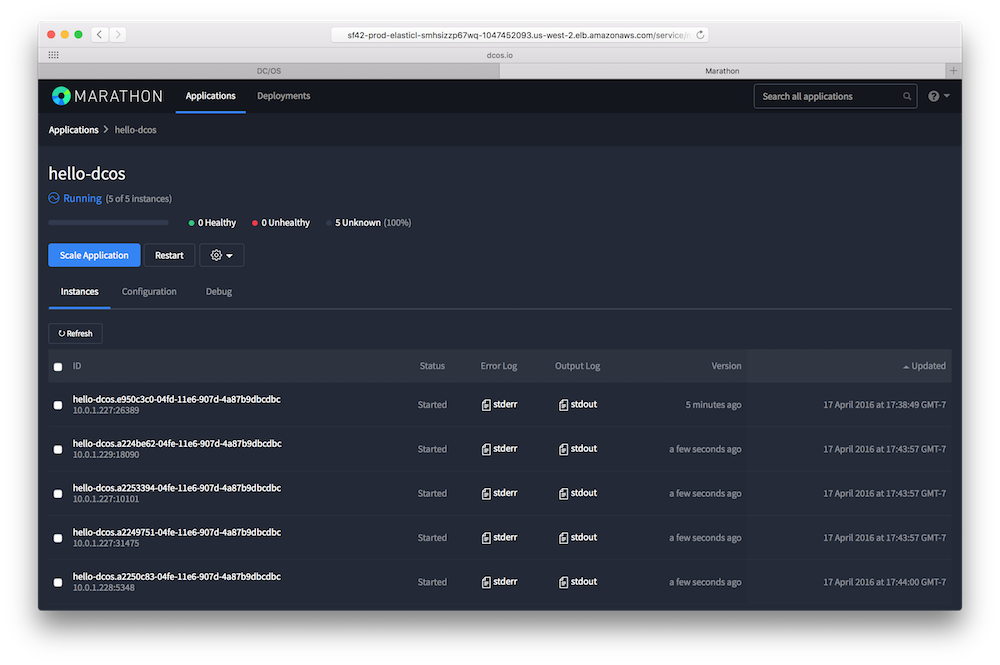 sf42-prod-elasticl-smhsizzp67wq-1047452093.us-west-2.elb.amazonaws.com/service/
dcos.io
DC/OS Marathon
MARATHON Applications Deployments Search all applications
Applications hello-dcos
hello-dcos
Running (5 of 5 instances)
0 Healthy 0 Unhealthy 5 Unknown (100%)
Scale Application Restart
Instances Configuration Debug
Refresh
ID Status Error Log Output Log Version Updated
hello-dcos.e950c3c0-04fd-11e6-907d-4a87b9dbcdbc
10.0.1.227:26389
Started stderr stdout 5 minutes ago 17 April 2016 at 17:38:49 GMT-7
hello-dcos.a224be62-04fe-11e6-907d-4a87b9dbcdbc
10.0.1.229:18090
Started stderr stdout a few seconds ago 17 April 2016 at 17:43:57 GMT-7
hello-dcos.a2253394-04fe-11e6-907d-4a87b9dbcdbc
10.0.1.227:10101
Started stderr stdout a few seconds ago 17 April 2016 at 17:43:57 GMT-7
hello-dcos.a2249751-04fe-11e6-907d-4a87b9dbcdbc
10.0.1.227:31475
Started stderr stdout a few seconds ago 17 April 2016 at 17:43:57 GMT-7
hello-dcos.a2250c83-04fe-11e6-907d-4a87b9dbcdbc
10.0.1.228:5348
Started stderr stdout a few seconds ago 17 April 2016 at 17:44:00 GMT-7